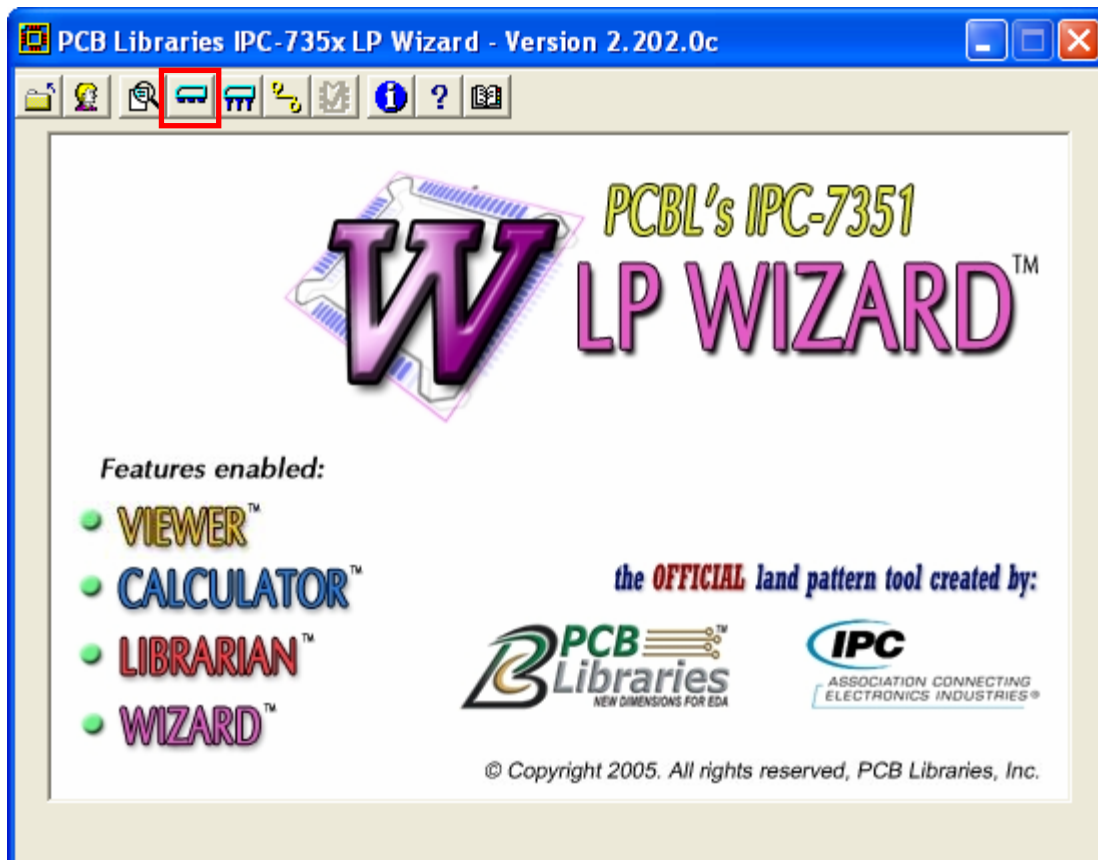 PCB Libraries IPC-735x LP Wizard - Version 2.202.0c
PCBL's IPC-7351
LP WIZARD™
W
Features enabled:
VIEWER™
CALCULATOR™
LIBRARIAN™
WIZARD™
the OFFICIAL land pattern tool created by:
PCB™
Libraries
NEW DIMENSIONS FOR EDA
IPC
ASSOCIATION CONNECTING
ELECTRONICS INDUSTRIES®
© Copyright 2005. All rights reserved, PCB Libraries, Inc.